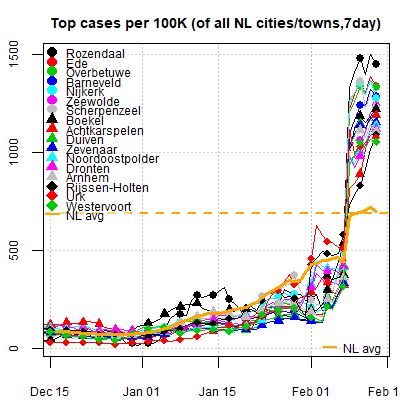 Top cases per 100K (of all NL cities/towns,7day)
1500
1000
500
0
Rozendaal
Ede
Overbetuwe
Barneveld
Nijkerk
Zeewolde
Scherpenzeel
Boekel
Achtkarspelen
Duiven
Zevenaar
Noordoostpolder
Dronten
Arnhem
Rijssen-Holten
Urk
Westervoort
NL avg
NL avg
Dec 15
Jan 01
Jan 15
Feb 01
Feb 15